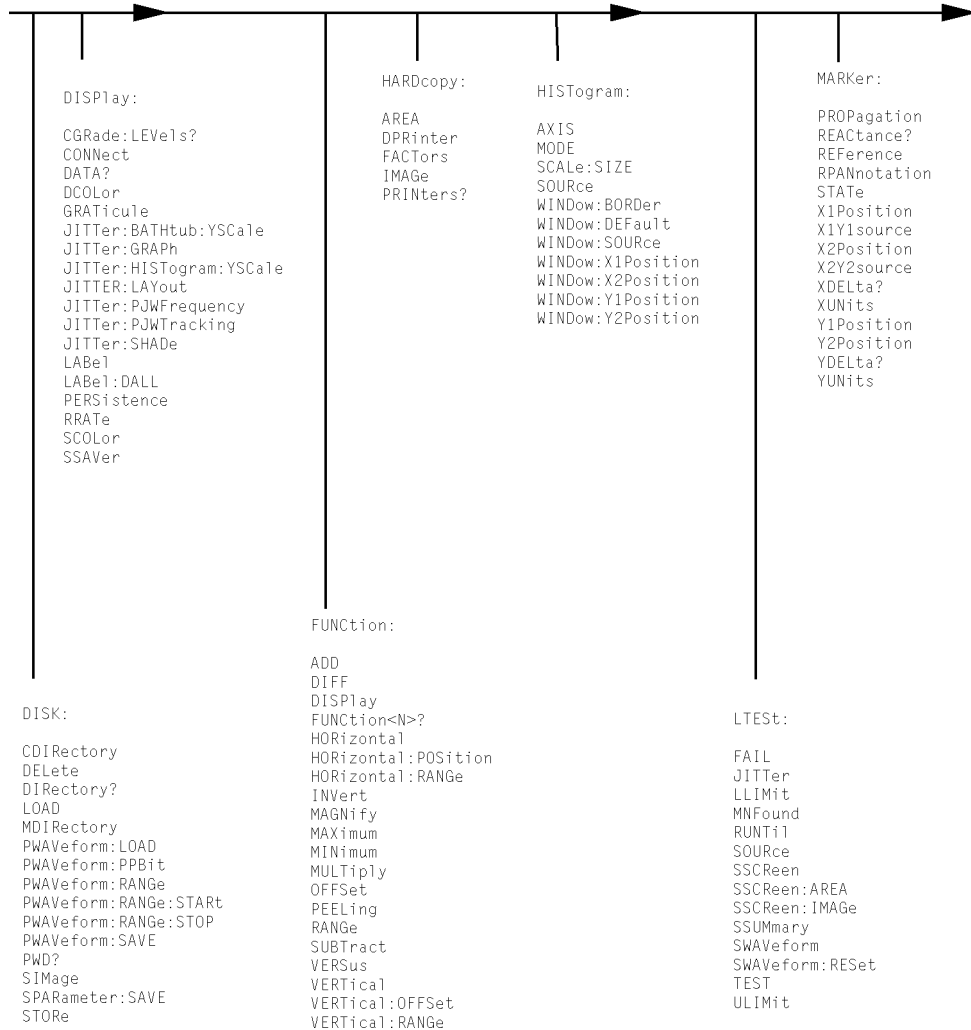 DISPlay:
CGRade:LEVels?
CONNect
DATA?
DCOLor
GRATicule
JITTer:BATHtub:YSCale
JITTer:GRAPh
JITTer:HISTogram:YSCale
JITTER:LAYout
JITTer:PJWFrequency
JITTer:PJWTracking
JITTer:SHADe
LABel
LABel:DALL
PERSistence
RRATe
SCOLor
SSAVer
HARDcopy:
AREA
DPRinter
FACTors
IMAGe
PRINters?
HISTogram:
AXIS
MODE
SCALe:SIZE
SOURce
WINDow:BORDer
WINDow:DEFault
WINDow:SOURce
WINDow:X1Position
WINDow:X2Position
WINDow:Y1Position
WINDow:Y2Position
MARKer:
PROPagation
REACtance?
REFerence
RPANnotation
STATe
X1Position
X1Y1source
X2Position
X2Y2source
XDELta?
XUNits
Y1Position
Y2Position
YDELta?
YUNits
DISK:
CDIRectory
DELete
DIRectory?
LOAD
MDIRectory
PWAVeform:LOAD
PWAVeform:PPBit
PWAVeform:RANGe
PWAVeform:RANGe:STARt
PWAVeform:RANGe:STOP
PWAVeform:SAVE
PWD?
SIMage
SPARameter:SAVE
STORe
FUNCtion:
ADD
DIFF
DISPlay
FUNCtion<N>?
HORizontal
HORizontal:POSition
HORizontal:RANGe
INVert
MAGNify
MAXimum
MINimum
MULTiply
OFFSet
PEELing
RANGe
SUBTract
VERSus
VERTical
VERTical:OFFSet
VERTical:RANGe
LTESt:
FAIL
JITTer
LLIMit
MNFound
RUNTil
SOURce
SSCReen
SSCReen:AREA
SSCReen:IMAGe
SSUMmary
SWAVeform
SWAVeform:RESet
TEST
ULIMit